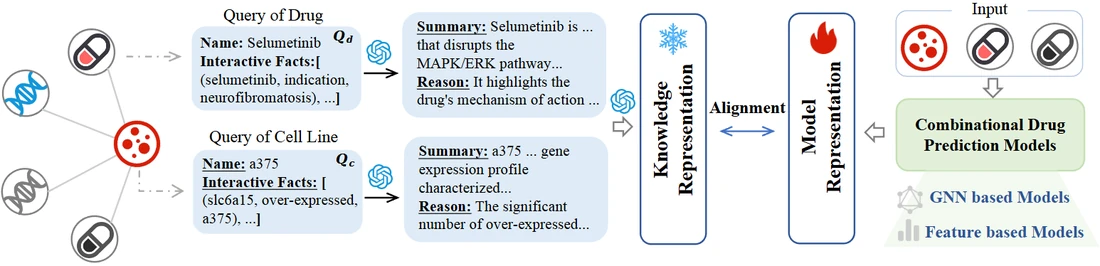 Query of Drug
Name: Selumetinib Qd
Interactive Facts:[
(selumetinib, indication,
neurofibromatosis), ...]
Summary: Selumetinib is ...
that disrupts the
MAPK/ERK pathway...
Reason: It highlights the
drug's mechanism of action ...
Query of Cell Line
Name: a375 Qc
Interactive Facts: [
(slc6a15, over-expressed,
a375), ...]
Summary: a375 ... gene
expression profile
characterized...
Reason: The significant
number of over-expressed...
Knowledge
Representation
Alignment
Model
Representation
Input
Combinational Drug
Prediction Models
GNN based Models
Feature based Models